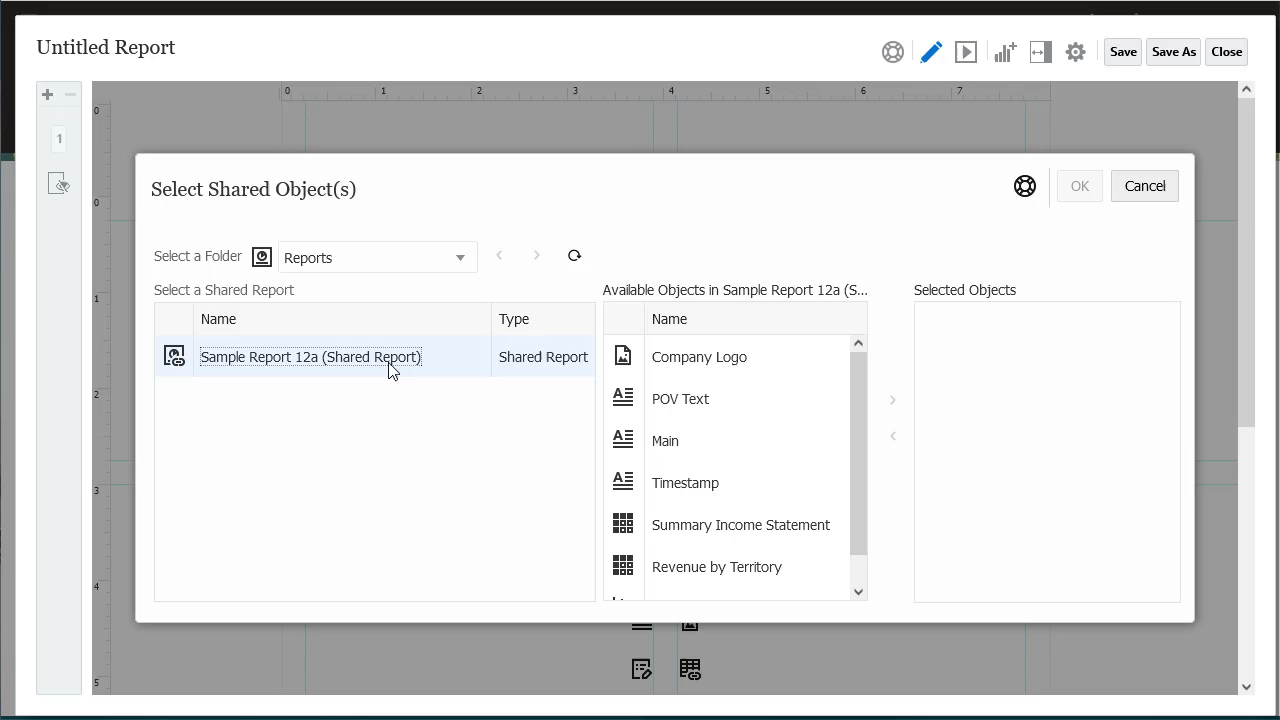 Untitled Report
Save
Save As
Close
0 1 2 3 4 5 6 7
1
0
0
1
2
3
4
5
Select Shared Object(s)
OK
Cancel
Select a Folder
Reports
Select a Shared Report
Name
Type
Sample Report 12a (Shared Report)
Shared Report
Available Objects in Sample Report 12a (S...
Name
Company Logo
POV Text
Main
Timestamp
Summary Income Statement
Revenue by Territory
Selected Objects